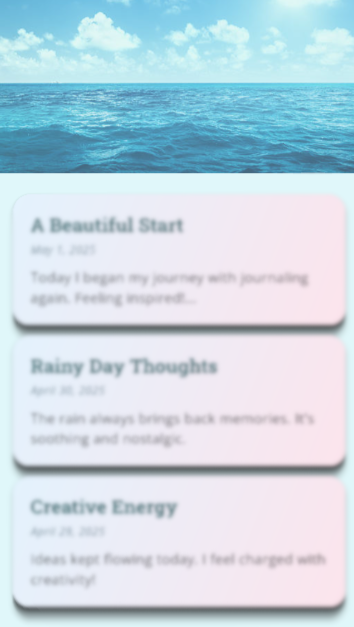 A Beautiful Start
May 1, 2025
Today I began my journey with journaling
again. Feeling inspired!...
Rainy Day Thoughts
April 30, 2025
The rain always brings back memories. It's
soothing and nostalgic.
Creative Energy
April 29, 2025
Ideas kept flowing today. I feel charged with
creativity!